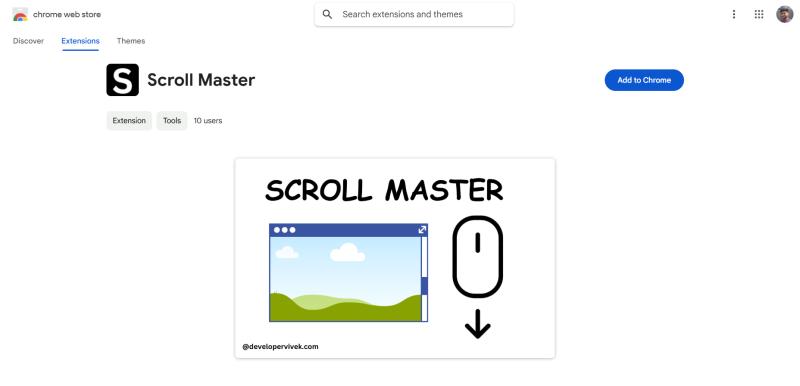 chrome web store
Search extensions and themes
Discover Extensions Themes
S Scroll Master
Add to Chrome
Extension Tools 10 users
SCROLL MASTER
@developervivek.com